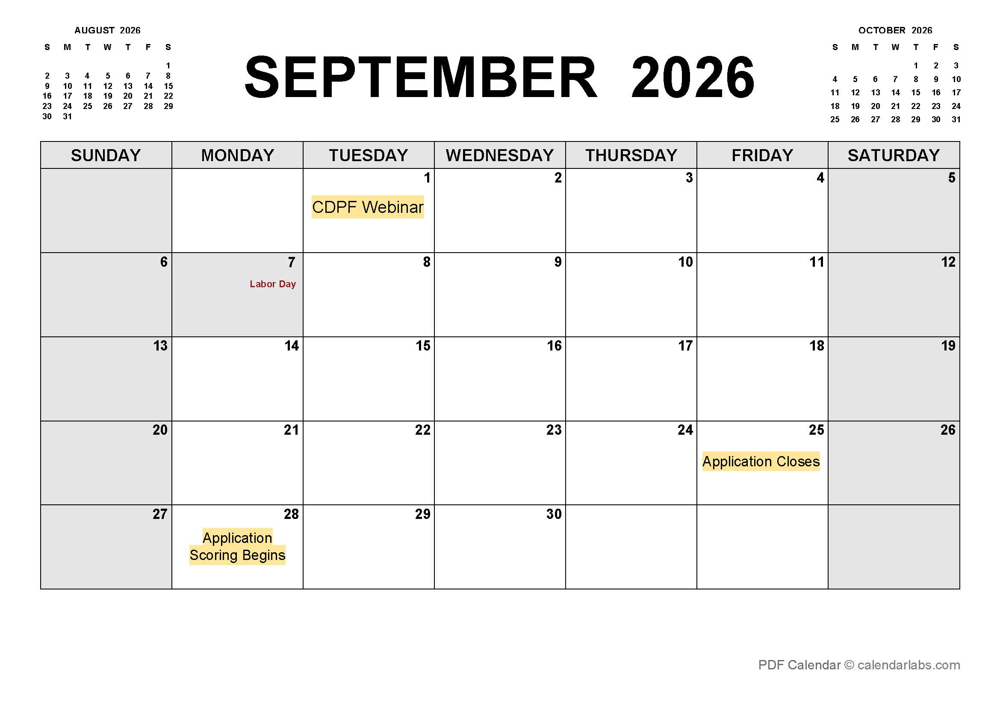 AUGUST 2026
S M T W T F S
1
2 3 4 5 6 7 8
9 10 11 12 13 14 15
16 17 18 19 20 21 22
23 24 25 26 27 28 29
30 31
SEPTEMBER 2026
OCTOBER 2026
S M T W T F S
1 2 3
4 5 6 7 8 9 10
11 12 13 14 15 16 17
18 19 20 21 22 23 24
25 26 27 28 29 30 31
SUNDAY MONDAY TUESDAY WEDNESDAY THURSDAY FRIDAY SATURDAY
1 2 3 4 5
CDPF Webinar
6 7 8 9 10 11 12
Labor Day
13 14 15 16 17 18 19
20 21 22 23 24 25 26
Application Closes
27 28 29 30
Application
Scoring Begins
PDF Calendar © calendarlabs.com